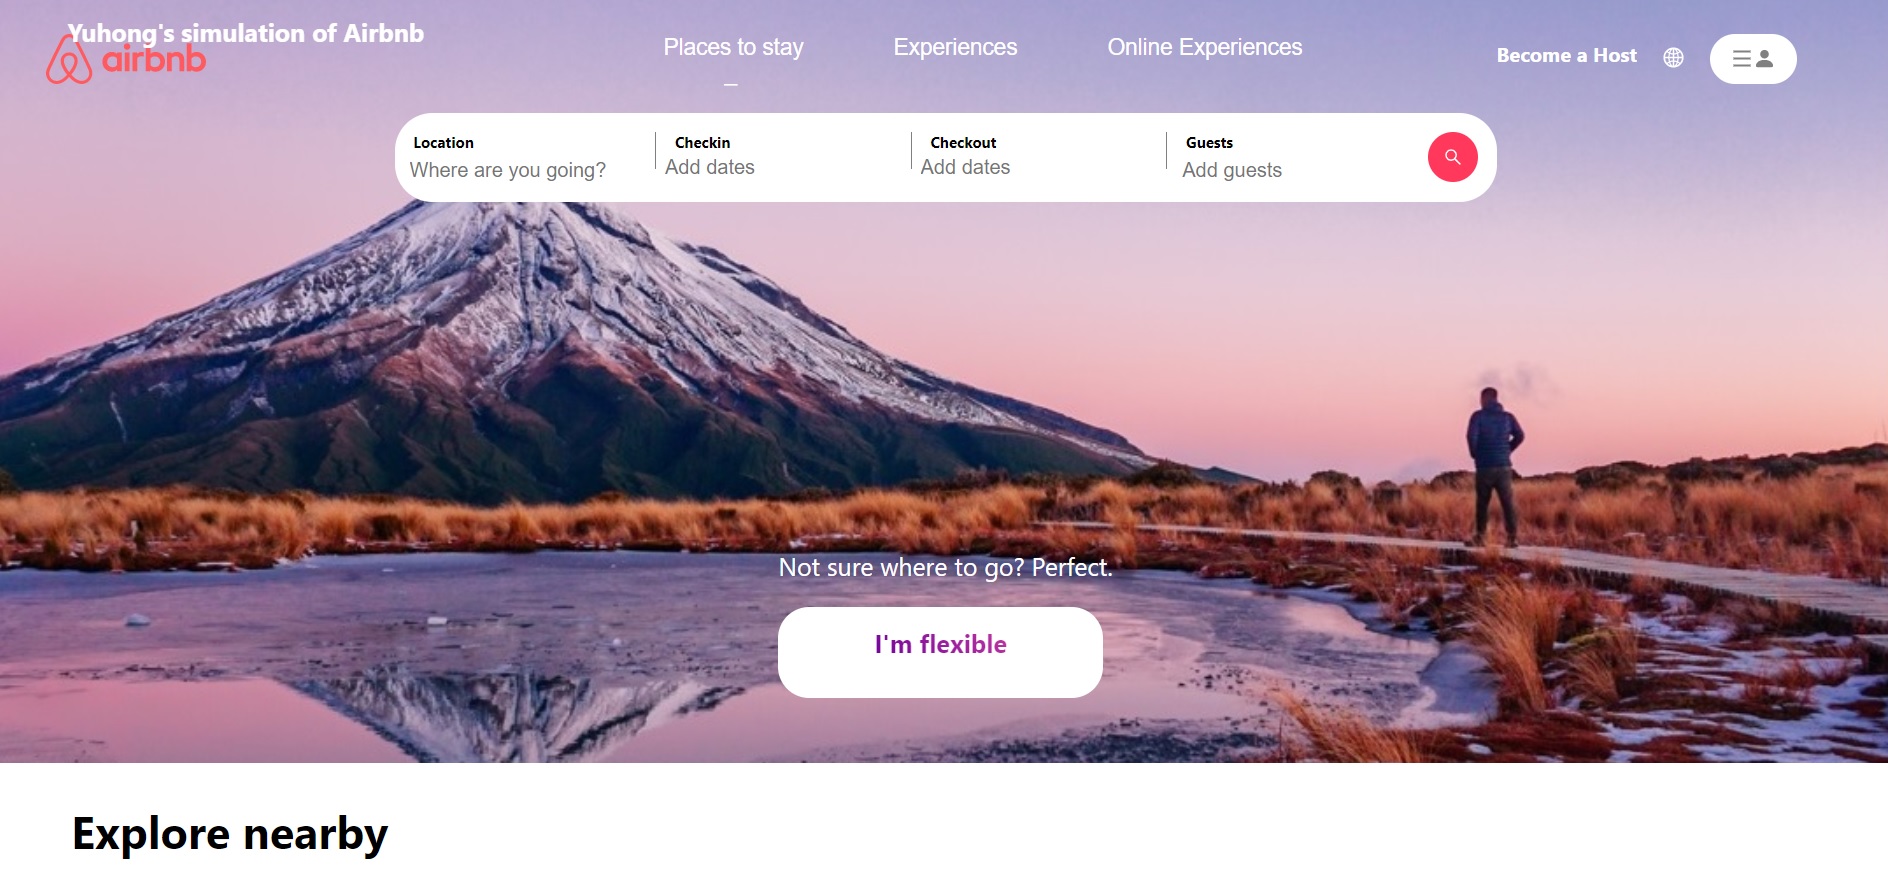 Yuhong's simulation of Airbnb
airbnb
Places to stay
Experiences
Online Experiences
Become a Host
Location
Where are you going?
Checkin
Add dates
Checkout
Add dates
Guests
Add guests
Not sure where to go? Perfect.
I'm flexible
Explore nearby